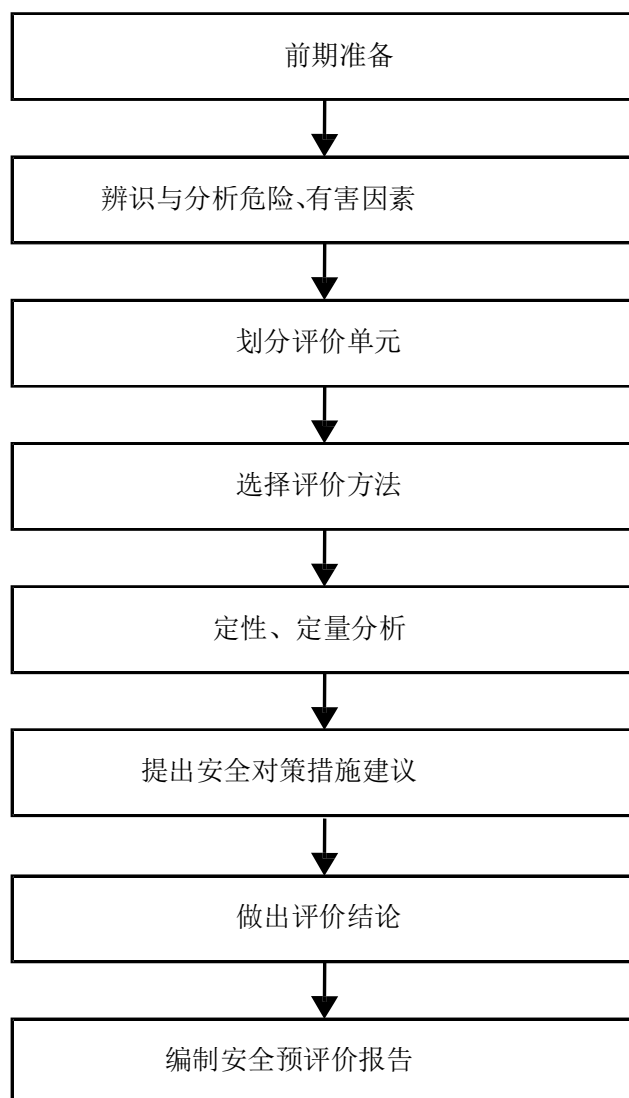 前期准备
辨识与分析危险、有害因素
划分评价单元
选择评价方法
定性、定量分析
提出安全对策措施建议
做出评价结论
编制安全预评价报告